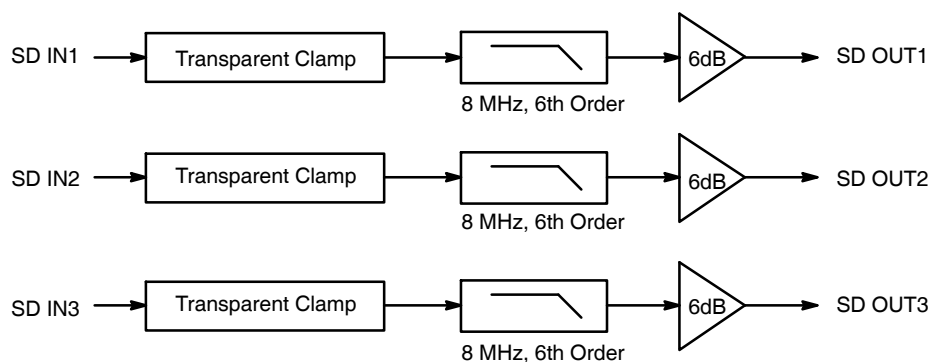 SD IN1 Transparent Clamp 6dB SD OUT1
8 MHz, 6th Order
SD IN2 Transparent Clamp 6dB SD OUT2
8 MHz, 6th Order
SD IN3 Transparent Clamp 6dB SD OUT3
8 MHz, 6th Order